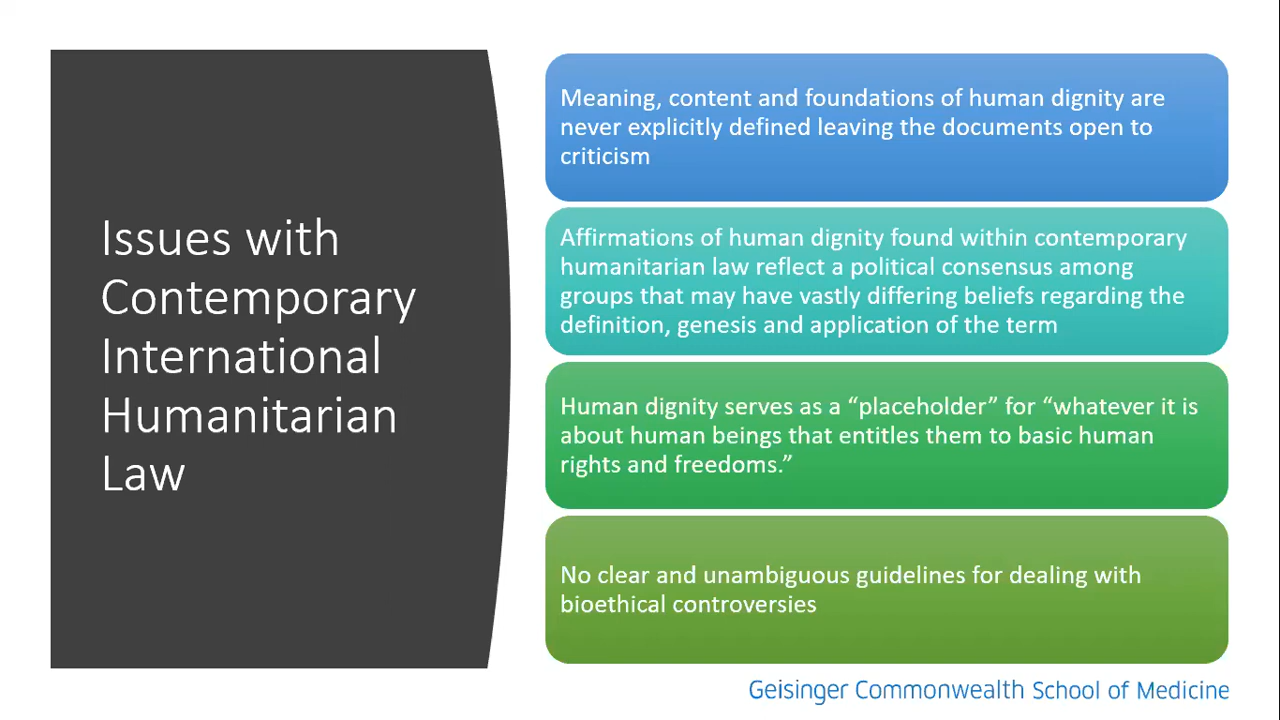 Issues with
Contemporary
International
Humanitarian
Law
Meaning, content and foundations of human dignity are
never explicitly defined leaving the documents open to
criticism
Affirmations of human dignity found within contemporary
humanitarian law reflect a political consensus among
groups that may have vastly differing beliefs regarding the
definition, genesis and application of the term
Human dignity serves as a “placeholder” for “whatever it is
about human beings that entitles them to basic human
rights and freedoms.”
No clear and unambiguous guidelines for dealing with
bioethical controversies
Geisinger Commonwealth School of Medicine